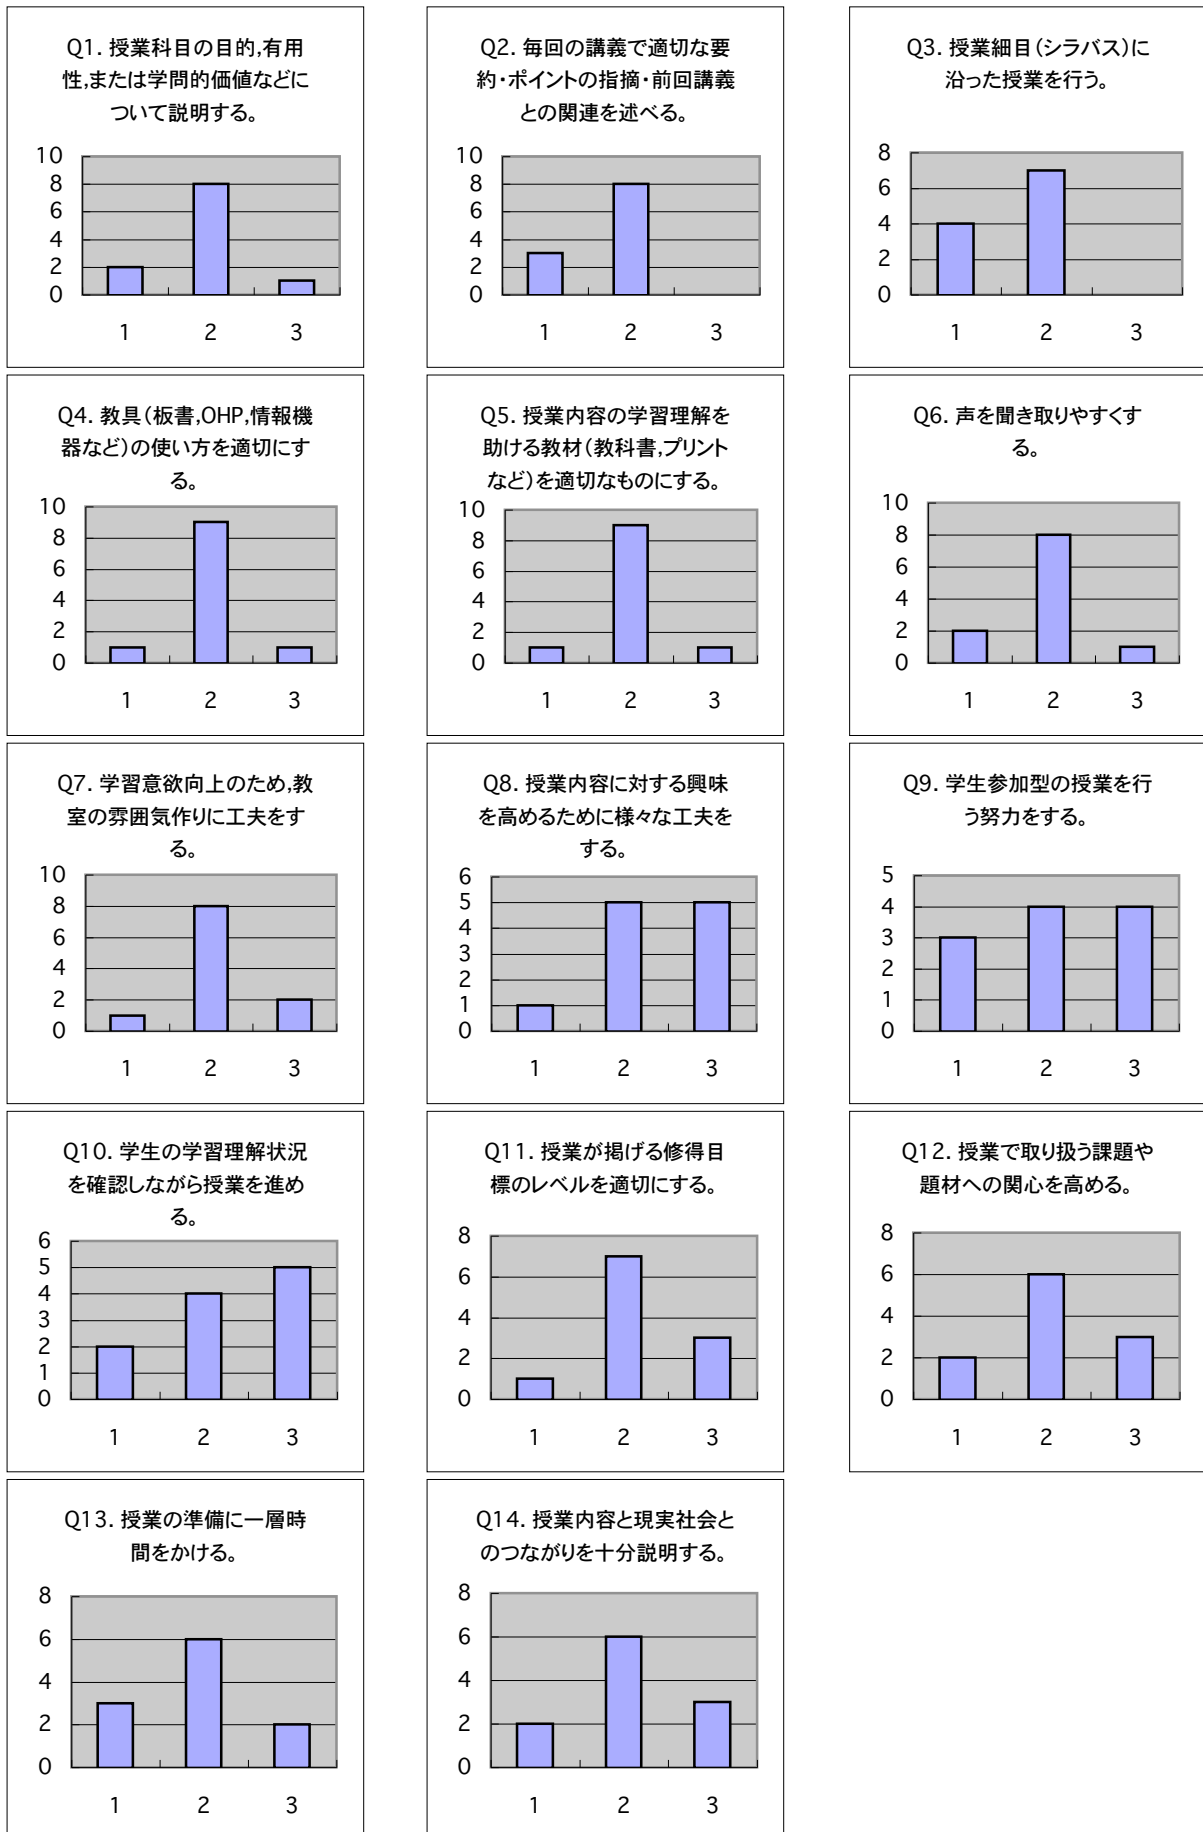 Q1. 授業科目の目的,有用
性,または学問的価値などに
ついて説明する。
10
8
6
4
2
0
1 2 3
Q2. 毎回の講義で適切な要
約・ポイントの指摘・前回講義
との関連を述べる。
10
8
6
4
2
0
1 2 3
Q3. 授業細目(シラバス)に
沿った授業を行う。
8
6
4
2
0
1 2 3
Q4. 教具(板書,OHP,情報機
器など)の使い方を適切にす
る。
10
8
6
4
2
0
1 2 3
Q5. 授業内容の学習理解を
助ける教材(教科書,プリント
など)を適切なものにする。
10
8
6
4
2
0
1 2 3
Q6. 声を聞き取りやすくす
る。
10
8
6
4
2
0
1 2 3
Q7. 学習意欲向上のため,教
室の雰囲気作りに工夫をす
る。
10
8
6
4
2
0
1 2 3
Q8. 授業内容に対する興味
を高めるために様々な工夫を
する。
6
5
4
3
2
1
0
1 2 3
Q9. 学生参加型の授業を行
う努力をする。
5
4
3
2
1
0
1 2 3
Q10. 学生の学習理解状況
を確認しながら授業を進め
る。
6
5
4
3
2
1
0
1 2 3
Q11. 授業が掲げる修得目
標のレベルを適切にする。
8
6
4
2
0
1 2 3
Q12. 授業で取り扱う課題や
題材への関心を高める。
8
6
4
2
0
1 2 3
Q13. 授業の準備に一層時
間をかける。
8
6
4
2
0
1 2 3
Q14. 授業内容と現実社会と
のつながりを十分説明する。
8
6
4
2
0
1 2 3